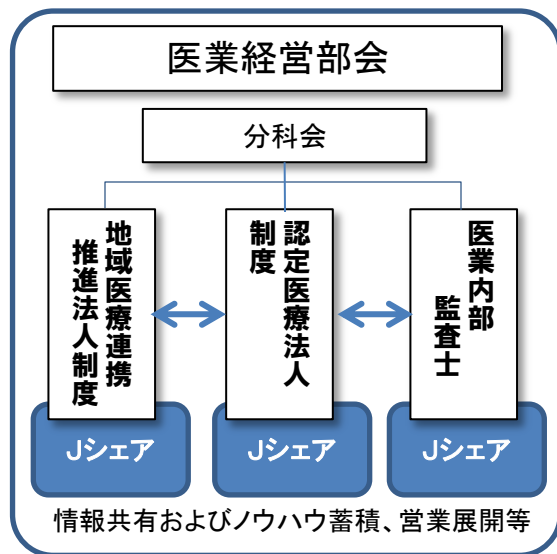 医業経営部会
分科会
地域医療連携
推進法人制度
認定医療法人
制度
医業内部
監査士
Jシェア
Jシェア
Jシェア
情報共有およびノウハウ蓄積、営業展開等